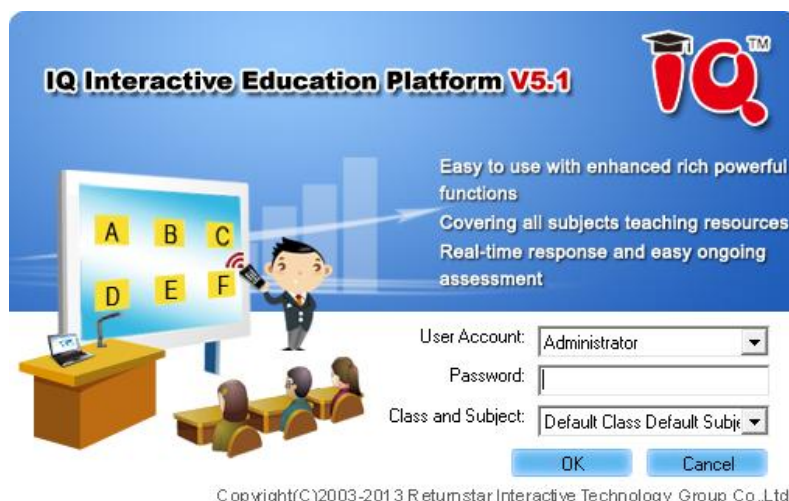 IQ Interactive Education Platform V5.1
IQ™
Easy to use with enhanced rich powerful
functions
Covering all subjects teaching resources
Real-time response and easy ongoing
assessment
A B C
D E F
User Account: Administrator
Password:
Class and Subject: Default Class Default Subje
OK Cancel
Copyright(C)2003-2013 Returnstar Interactive Technology Group Co.,Ltd